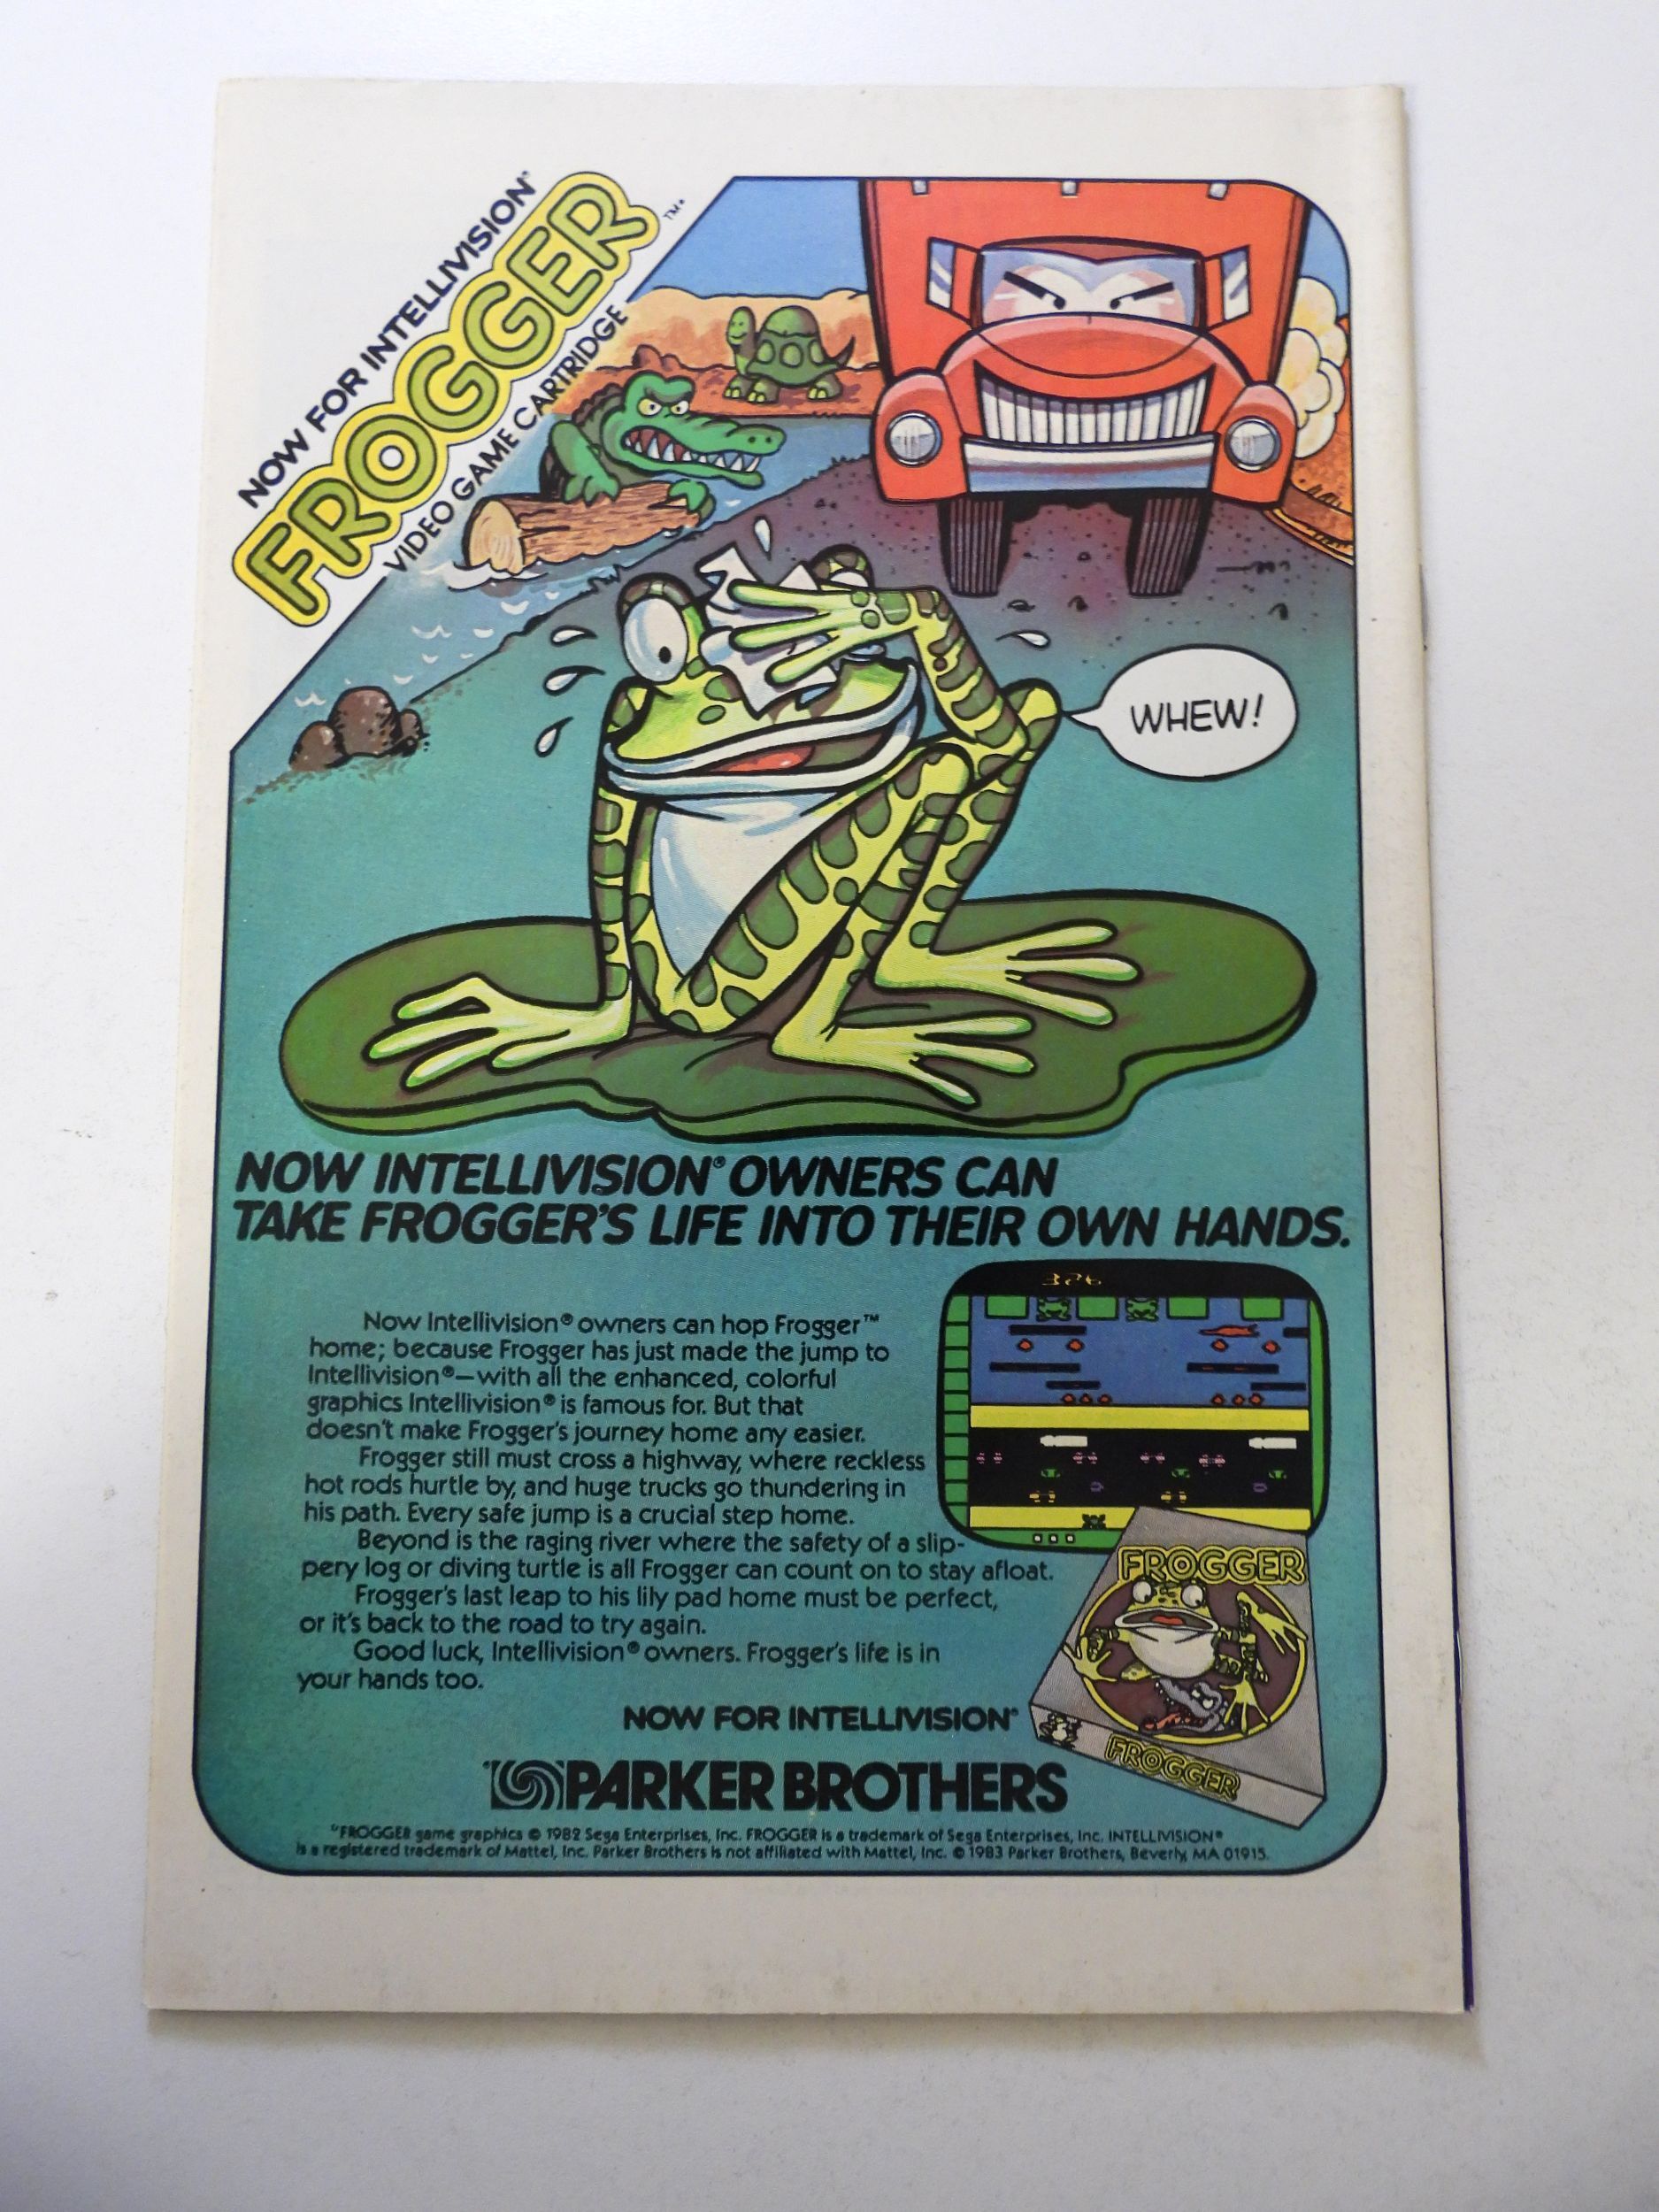 NOW FOR INTELLIVISION®
FROGGER™
VIDEO GAME CARTRIDGE
WHEW!
NOW INTELLIVISION® OWNERS CAN
TAKE FROGGER'S LIFE INTO THEIR OWN HANDS.
326
Now Intellivision® owners can hop Frogger™
home; because Frogger has just made the jump to
Intellivision®—with all the enhanced, colorful
graphics Intellivision® is famous for. But that
doesn't make Frogger's journey home any easier.
Frogger still must cross a highway, where reckless
hot rods hurtle by, and huge trucks go thundering in
his path. Every safe jump is a crucial step home.
Beyond is the raging river where the safety of a slip-
pery log or diving turtle is all Frogger can count on to stay afloat.
Frogger's last leap to his lily pad home must be perfect,
or it's back to the road to try again.
Good luck, Intellivision® owners. Frogger's life is in
your hands too.
FROGGER
FROGGER
NOW FOR INTELLIVISION®
PARKER BROTHERS
FROGGER game graphics © 1982 Sega Enterprises, Inc. FROGGER is a trademark of Sega Enterprises, Inc. INTELLIVISION®
is a registered trademark of Mattel, Inc. Parker Brothers is not affiliated with Mattel, Inc. © 1983 Parker Brothers, Beverly, MA 01915.